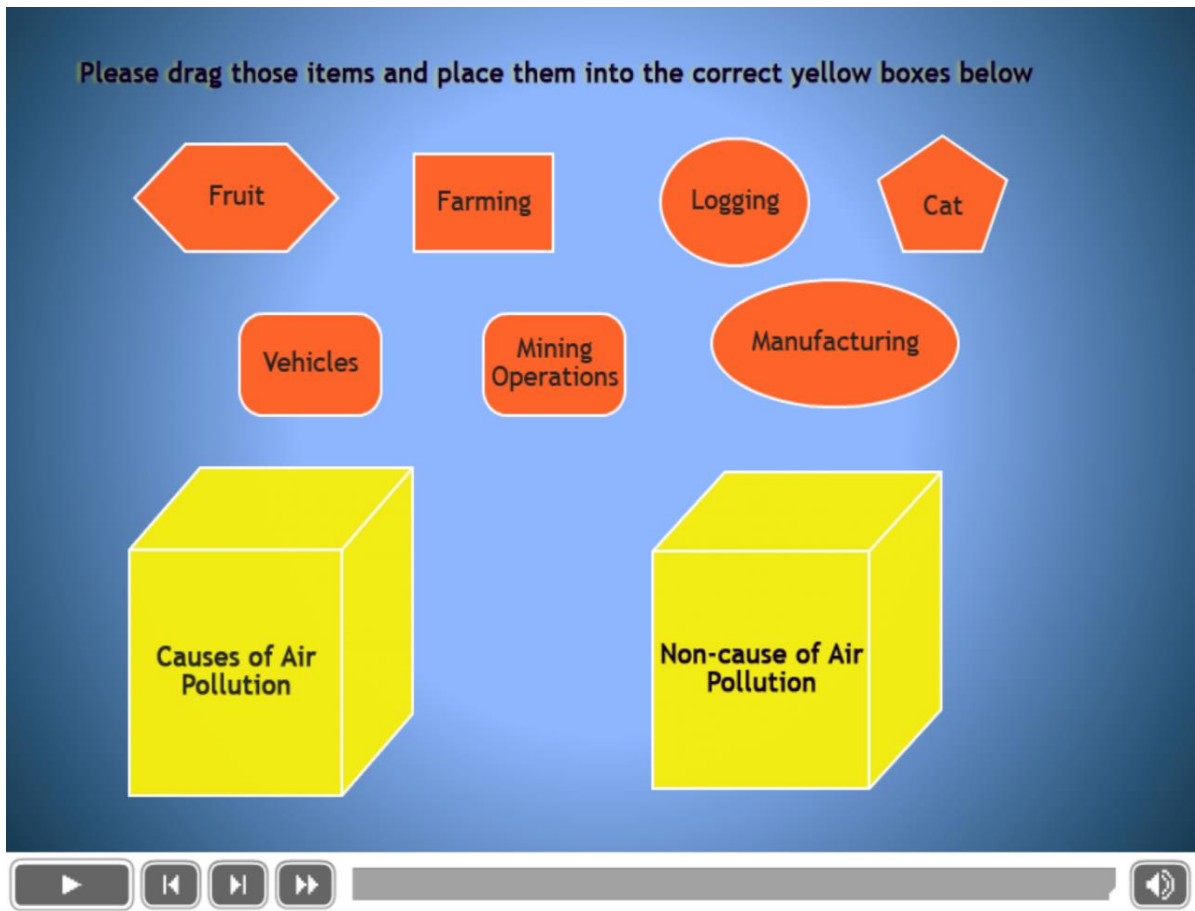 Please drag those items and place them into the correct yellow boxes below
Fruit
Farming
Logging
Cat
Vehicles
Mining
Operations
Manufacturing
Causes of Air
Pollution
Non-cause of Air
Pollution